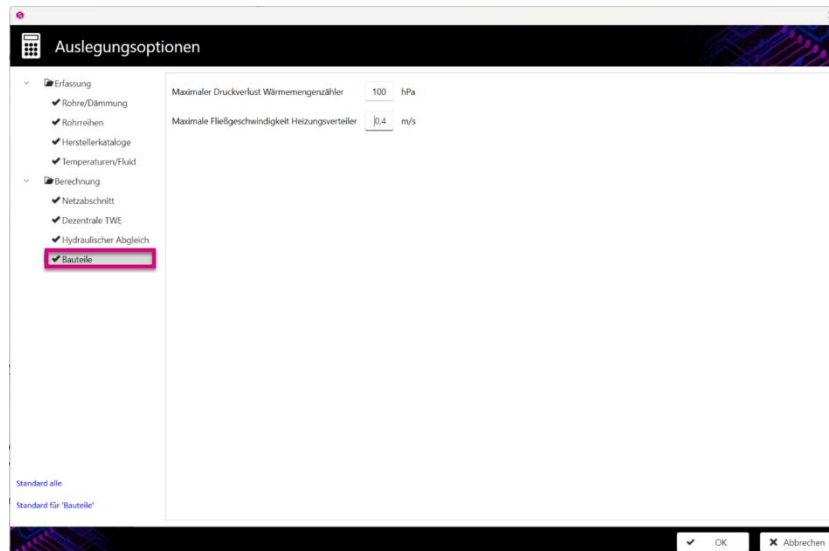 Auslegungsoptionen
Erfassung
Rohre/Dämmung
Rohrreihen
Herstellerkataloge
Temperaturen/Fluid
Berechnung
Netzabschnitt
Dezentrale TWE
Hydraulischer Abgleich
Bauteile
Maximaler Druckverlust Wärmemengenzähler 100 hPa
Maximale Fließgeschwindigkeit Heizungsverteiler 0,4 m/s
Standard alle
Standard für 'Bauteile'
OK Abbrechen